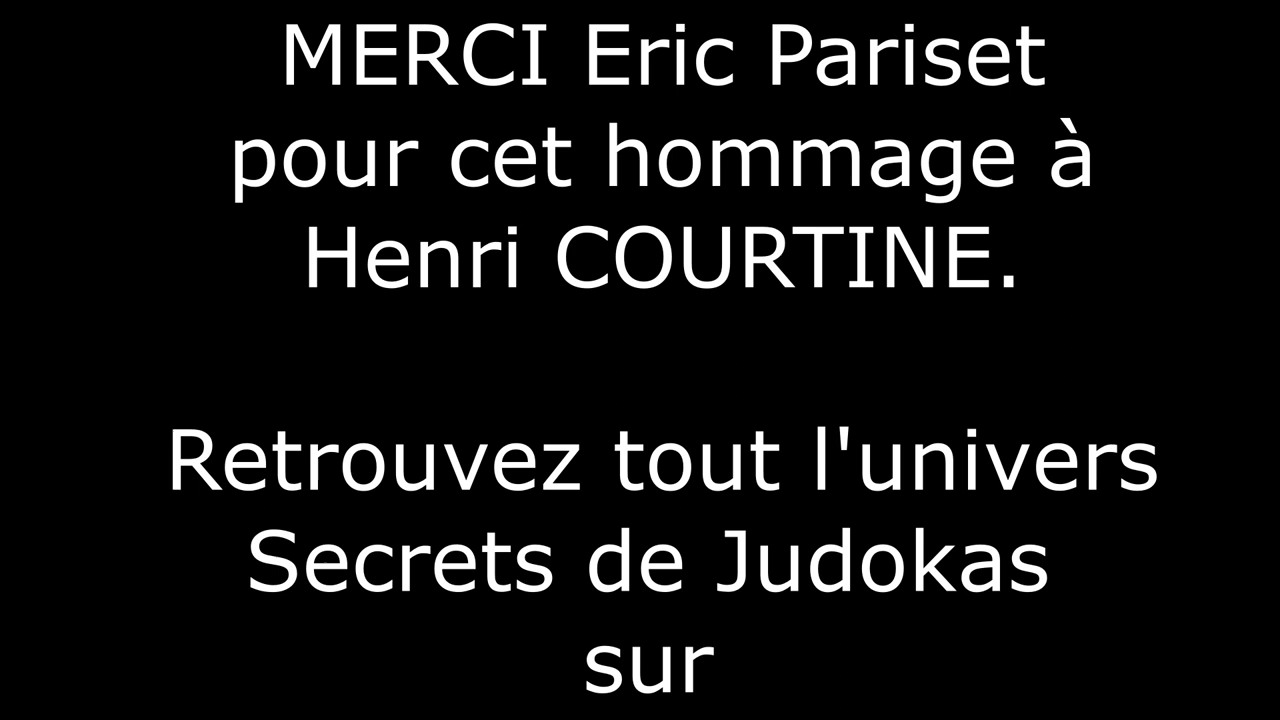 MERCI Eric Pariset
pour cet hommage à
Henri COURTINE.
Retrouvez tout l'univers
Secrets de Judokas
sur